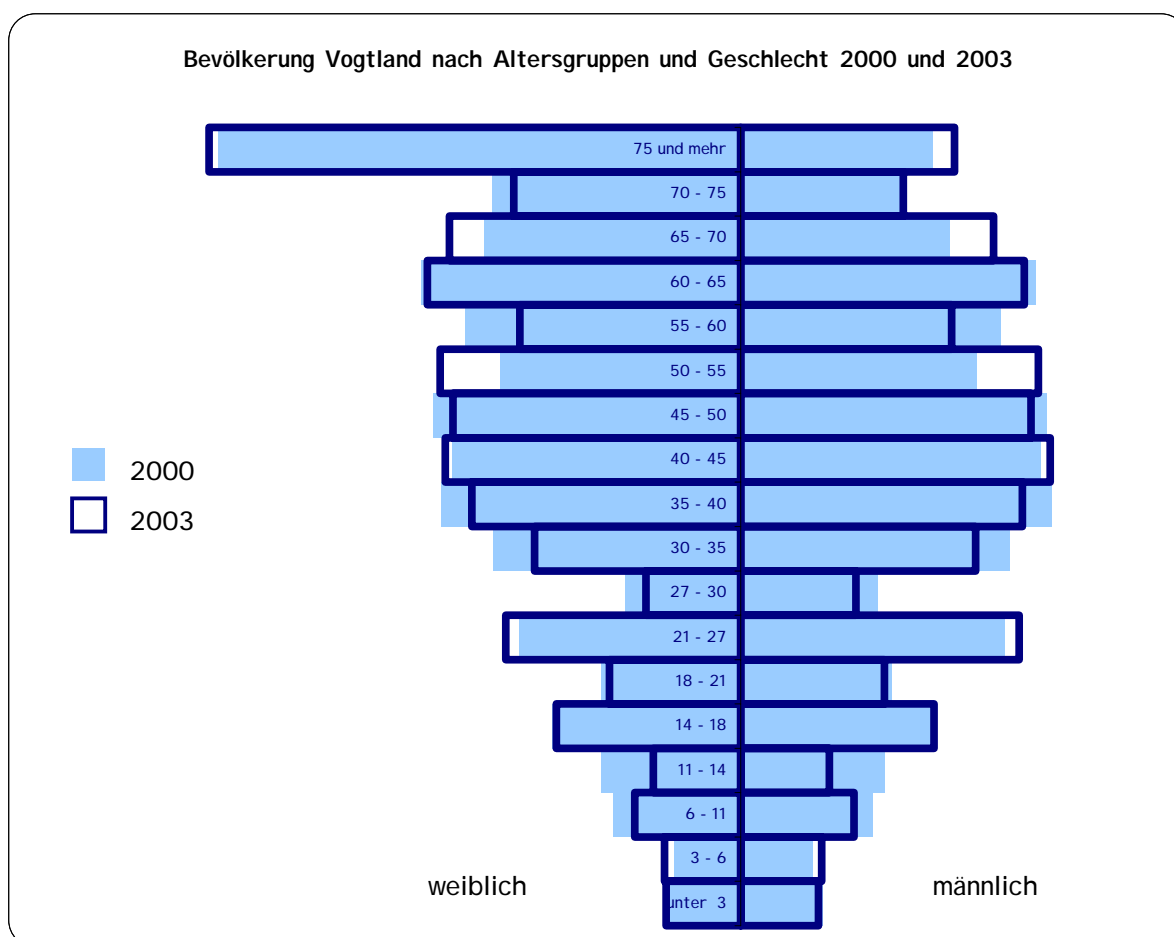 Bevölkerung Vogtland nach Altersgruppen und Geschlecht 2000 und 2003
75 und mehr
70 - 75
65 - 70
60 - 65
55 - 60
50 - 55
45 - 50
40 - 45
35 - 40
30 - 35
27 - 30
21 - 27
18 - 21
14 - 18
11 - 14
6 - 11
3 - 6
unter 3
2000
2003
weiblich
männlich